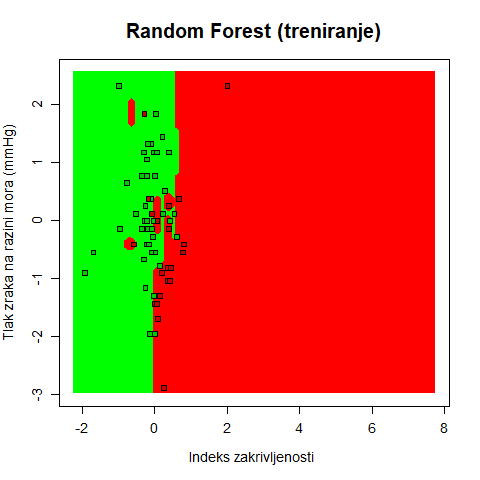 Random Forest (treniranje)
Tlak zraka na razini mora (mmHg)
2
1
0
-1
-2
-3
-2 0 2 4 6 8
Indeks zakrivljenosti